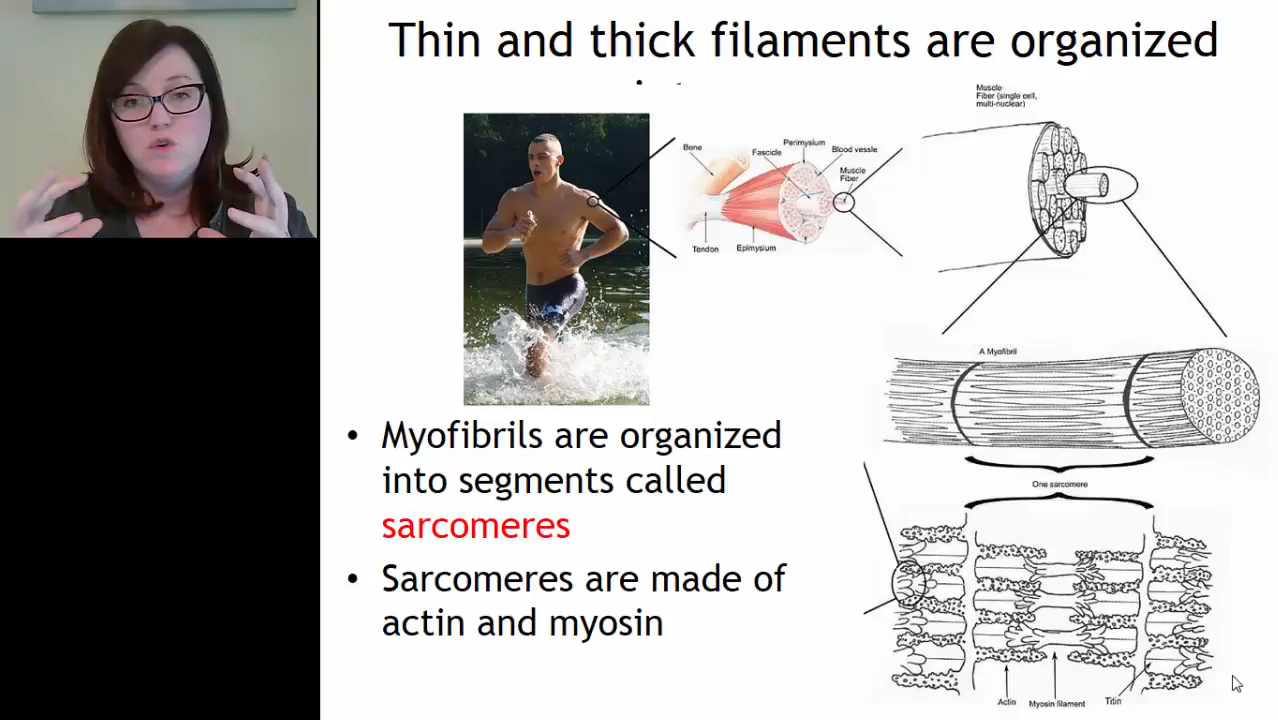 Thin and thick filaments are organized
Muscle
Fiber (single cell,
multi-nuclear)
Bone
Perimysium
Fascicle
Blood vessle
Muscle
Fiber
Tendon
Epimysium
A Myofibril
• Myofibrils are organized
into segments called
sarcomeres
• Sarcomeres are made of
actin and myosin
One sarcomere
Actin
Myosin filament
Titin